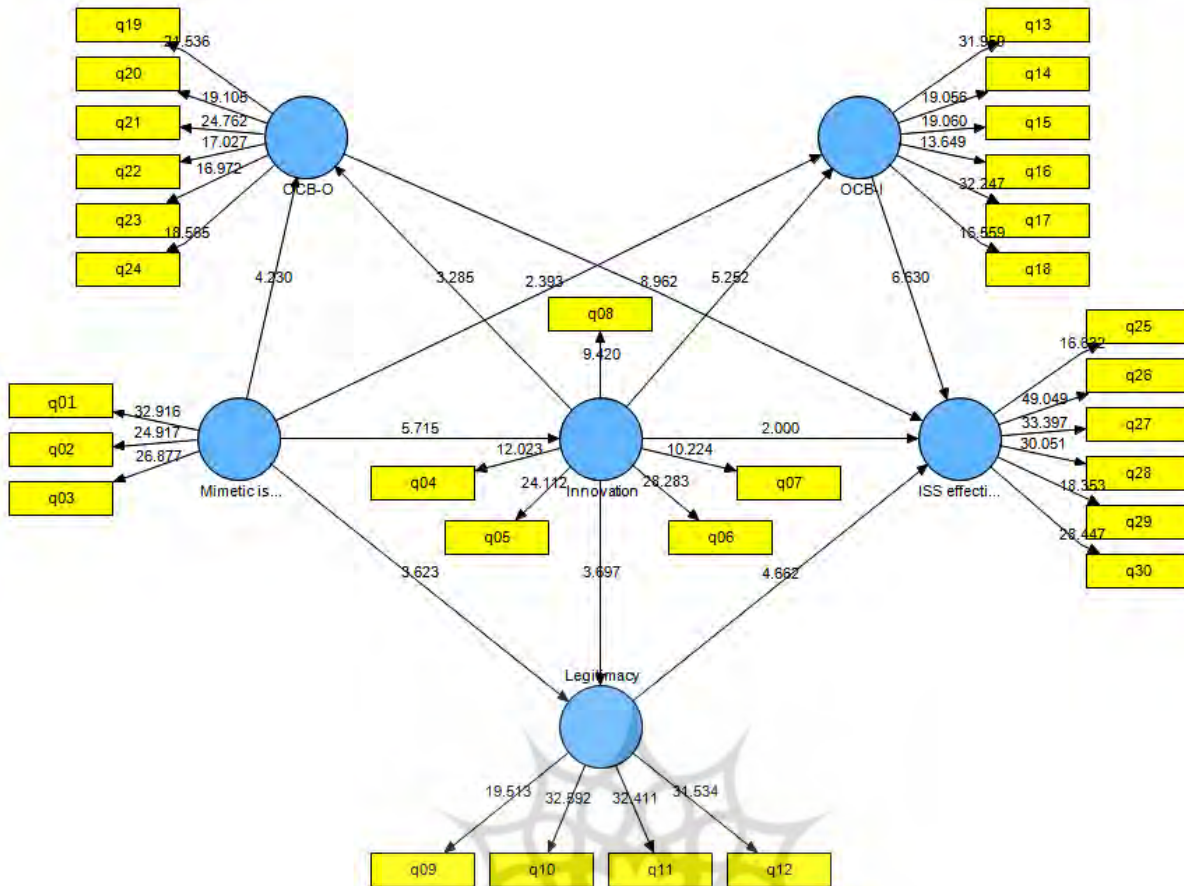 q19
21.536
q20
19.105
q21
24.762
q22
17.027
q23
16.972
q24
18.565
OCB-O
q13
31.959
q14
19.056
q15
19.060
q16
13.649
q17
32.247
q18
16.559
OCB-I
4.230
3.285
2.393
8.962
5.252
6.630
q08
9.420
q01
32.916
q02
24.917
q03
26.877
Mimetic is...
5.715
2.000
q04
12.023
q05
24.112
Innovation
q06
28.283
q07
10.224
q25
q26
49.049
q27
33.397
q28
30.051
q29
18.353
q30
ISS effecti...
3.623
3.697
4.662
Legitimacy
19.513
32.592
32.411
31.534
q09
q10
q11
q12